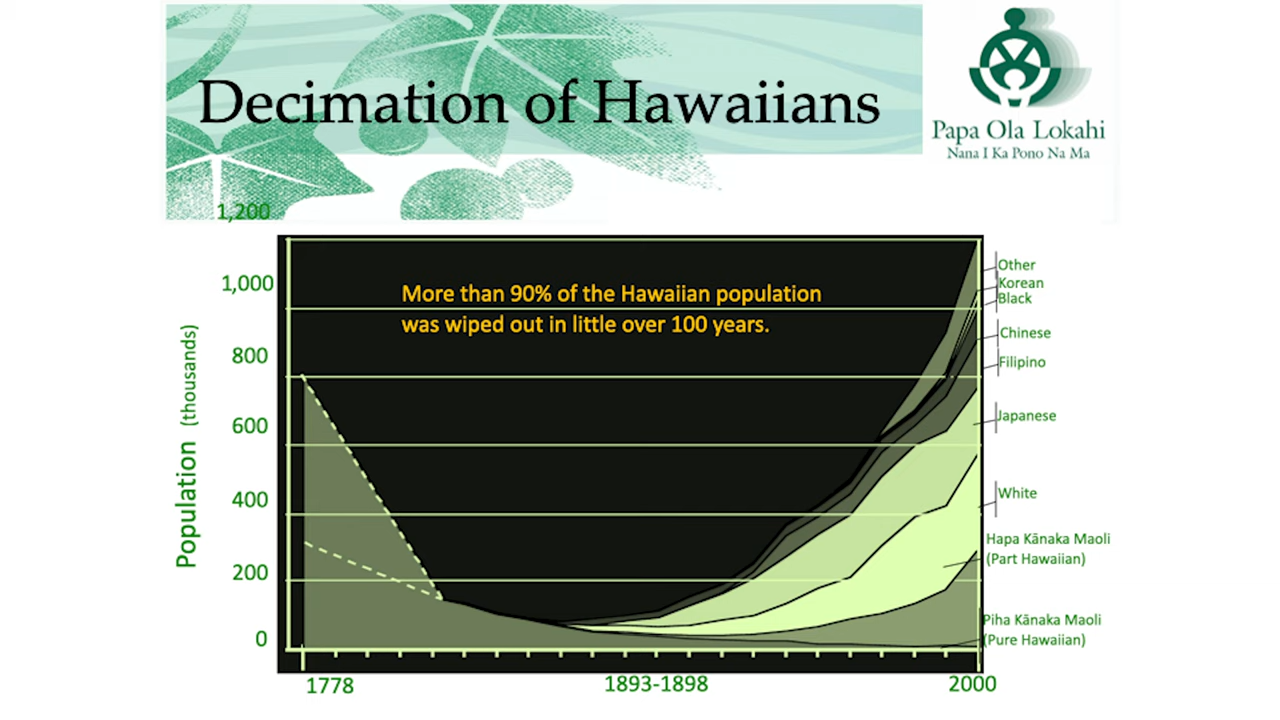 Decimation of Hawaiians
Papa Ola Lokahi
Nana I Ka Pono Na Ma
1,200
1,000
800
600
400
200
0
Population (thousands)
More than 90% of the Hawaiian population
was wiped out in little over 100 years.
Other
Korean
Black
Chinese
Filipino
Japanese
White
Hapa Kānaka Maoli
(Part Hawaiian)
Piha Kānaka Maoli
(Pure Hawaiian)
1778
1893-1898
2000